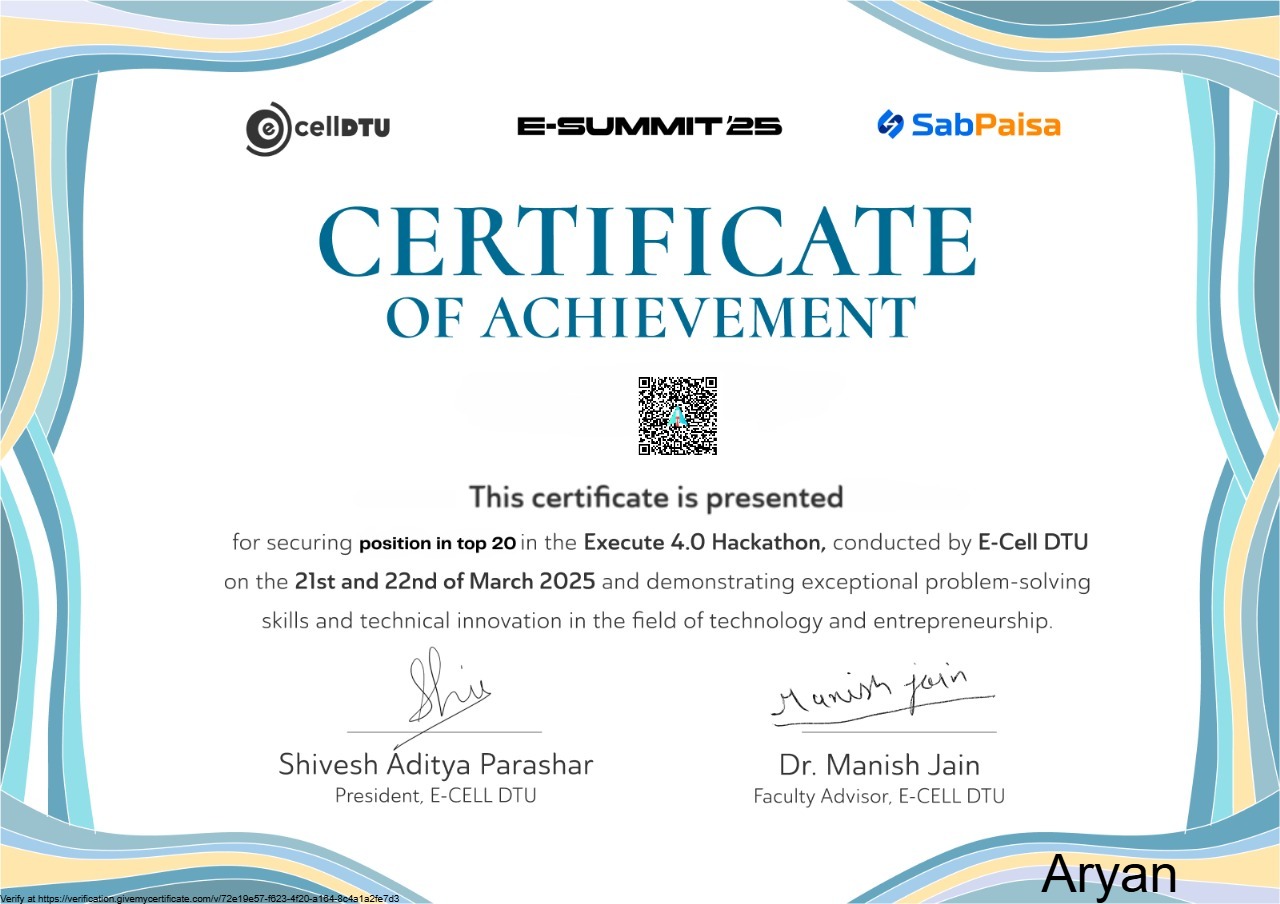 ecellDTU E-SUMMIT'25 SabPaisa
CERTIFICATE
OF ACHIEVEMENT
This certificate is presented
for securing position in top 20 in the Execute 4.0 Hackathon, conducted by E-Cell DTU
on the 21st and 22nd of March 2025 and demonstrating exceptional problem-solving
skills and technical innovation in the field of technology and entrepreneurship.
Shiv Manish jain
Shivesh Aditya Parashar Dr. Manish Jain
President, E-CELL DTU Faculty Advisor, E-CELL DTU
Aryan
Verify at https://verification.givemycertificate.com/v/72e19e57-f623-4f20-a164-8c4a1a2fe7d3